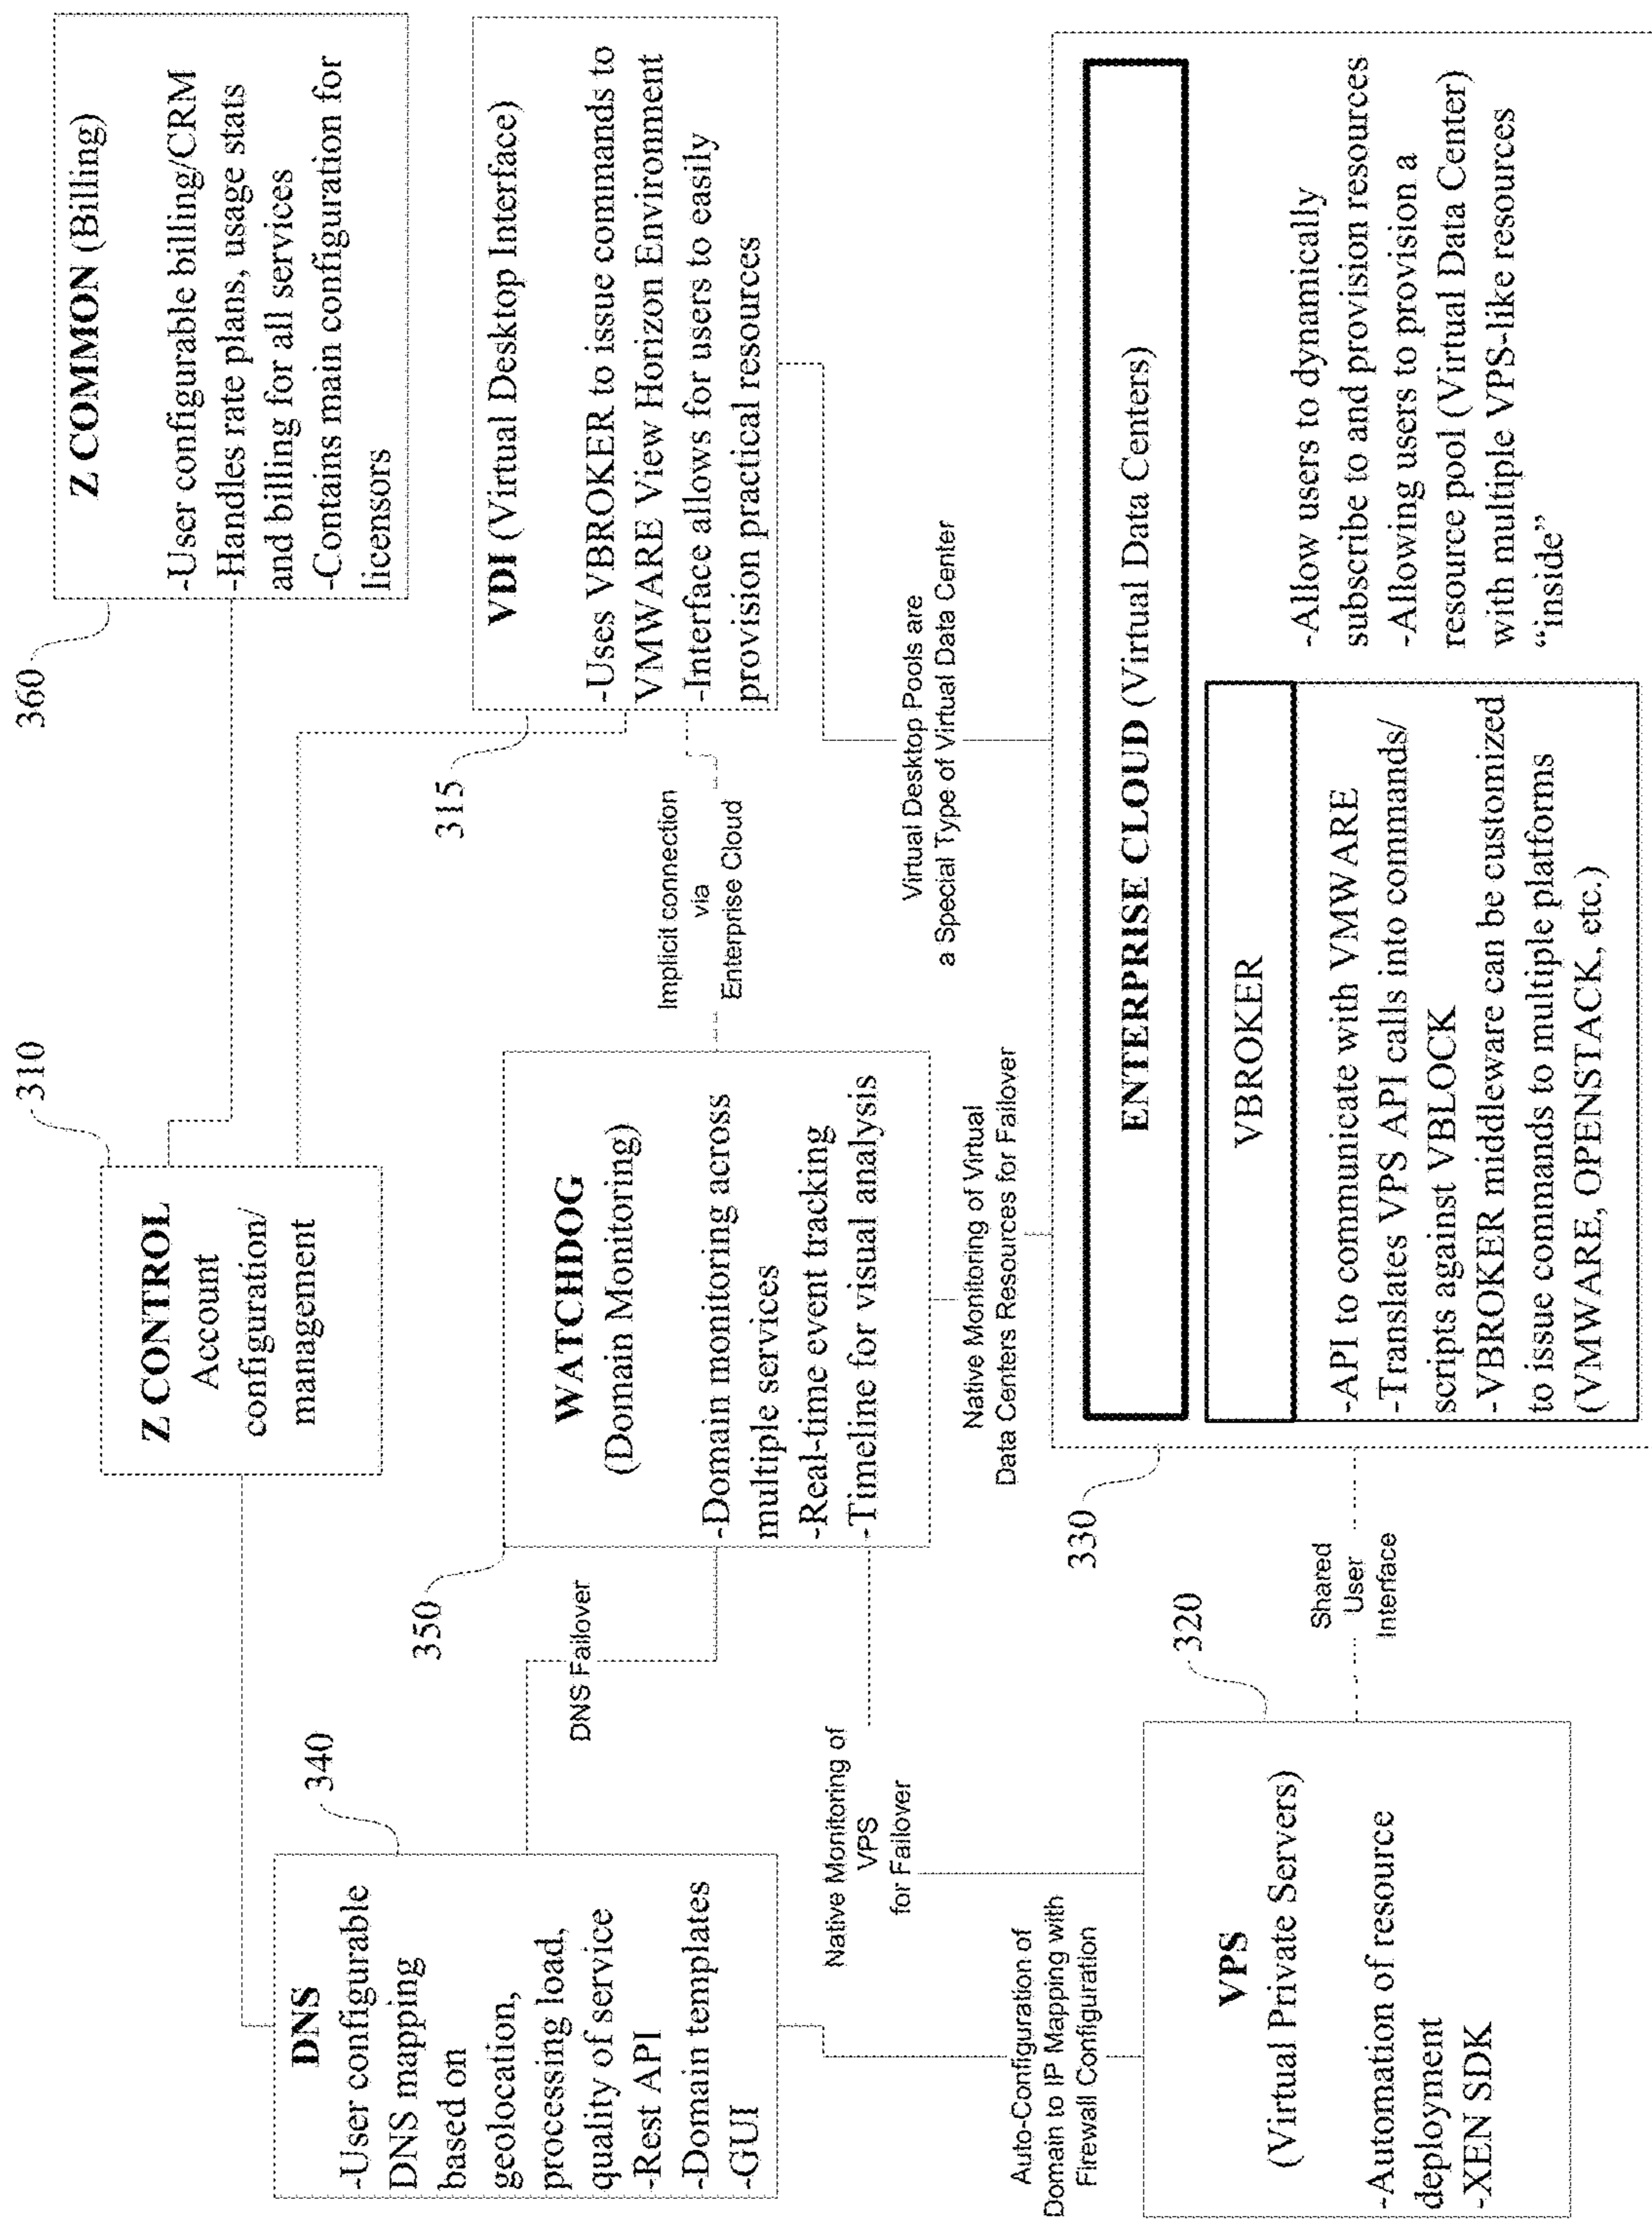 310
Z CONTROL
Account
configuration/
management
360
Z COMMON (Billing)
-User configurable billing/CRM
-Handles rate plans, usage stats
and billing for all services
-Contains main configuration for
licensors
340
DNS
-User configurable
DNS mapping
based on
geolocation,
processing load,
quality of service
-Rest API
-Domain templates
-GUI
DNS Failover
350
WATCHDOG
(Domain Monitoring)
-Domain monitoring across
multiple services
-Real-time event tracking
-Timeline for visual analysis
Implicit connection
via
Enterprise Cloud
315
VDI (Virtual Desktop Interface)
-Uses VBROKER to issue commands to
VMWARE View Horizon Environment
-Interface allows for users to easily
provision practical resources
Native Monitoring of
VPS
for Failover
Auto-Configuration of
Domain to IP Mapping with
Firewall Configuration
Native Monitoring of Virtual
Data Centers Resources for Failover
Virtual Desktop Pools are
a Special Type of Virtual Data Center
320
VPS
(Virtual Private Servers)
-Automation of resource
deployment
-XEN SDK
Shared
User
Interface
330
ENTERPRISE CLOUD (Virtual Data Centers)
VBROKER
-API to communicate with VMWARE
-Translates VPS API calls into commands/
scripts against VBLOCK
-VBROKER middleware can be customized
to issue commands to multiple platforms
(VMWARE, OPENSTACK, etc.)
-Allow users to dynamically
subscribe to and provision resources
-Allowing users to provision a
resource pool (Virtual Data Center)
with multiple VPS-like resources
“inside”